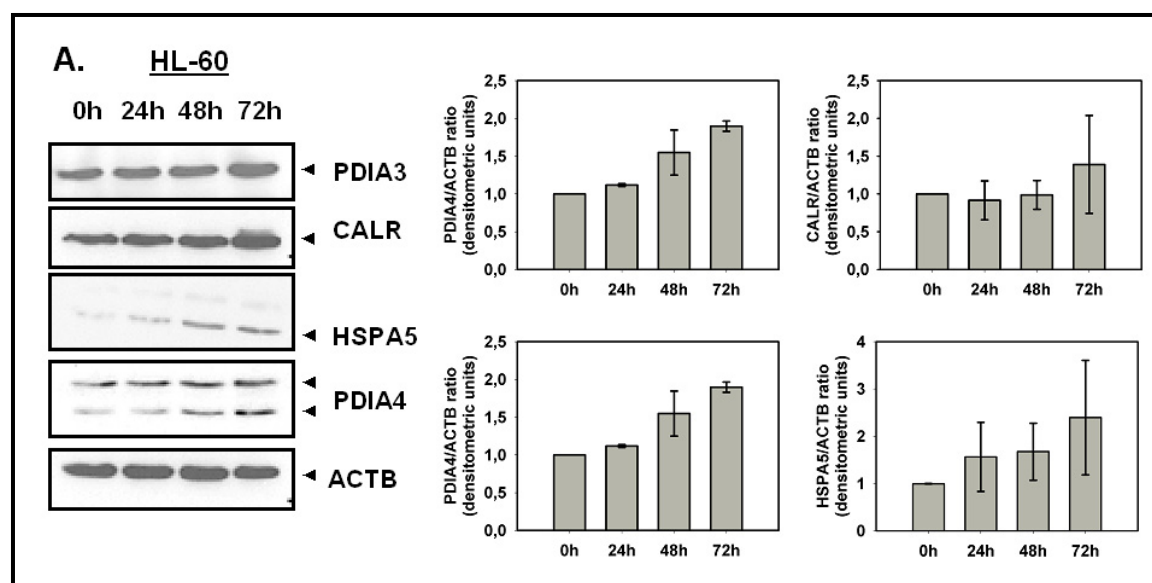 A.
HL-60
0h 24h 48h 72h
PDIA3
CALR
HSPA5
PDIA4
ACTB
PDIA4/ACTB ratio
(densitometric units)
2,5
2,0
1,5
1,0
0,5
0,0
0h 24h 48h 72h
CALR/ACTB ratio
(densitometric units)
2,5
2,0
1,5
1,0
0,5
0,0
0h 24h 48h 72h
PDIA4/ACTB ratio
(densitometric units)
2,5
2,0
1,5
1,0
0,5
0,0
0h 24h 48h 72h
HSPA5/ACTB ratio
(densitometric units)
4
3
2
1
0
0h 24h 48h 72h